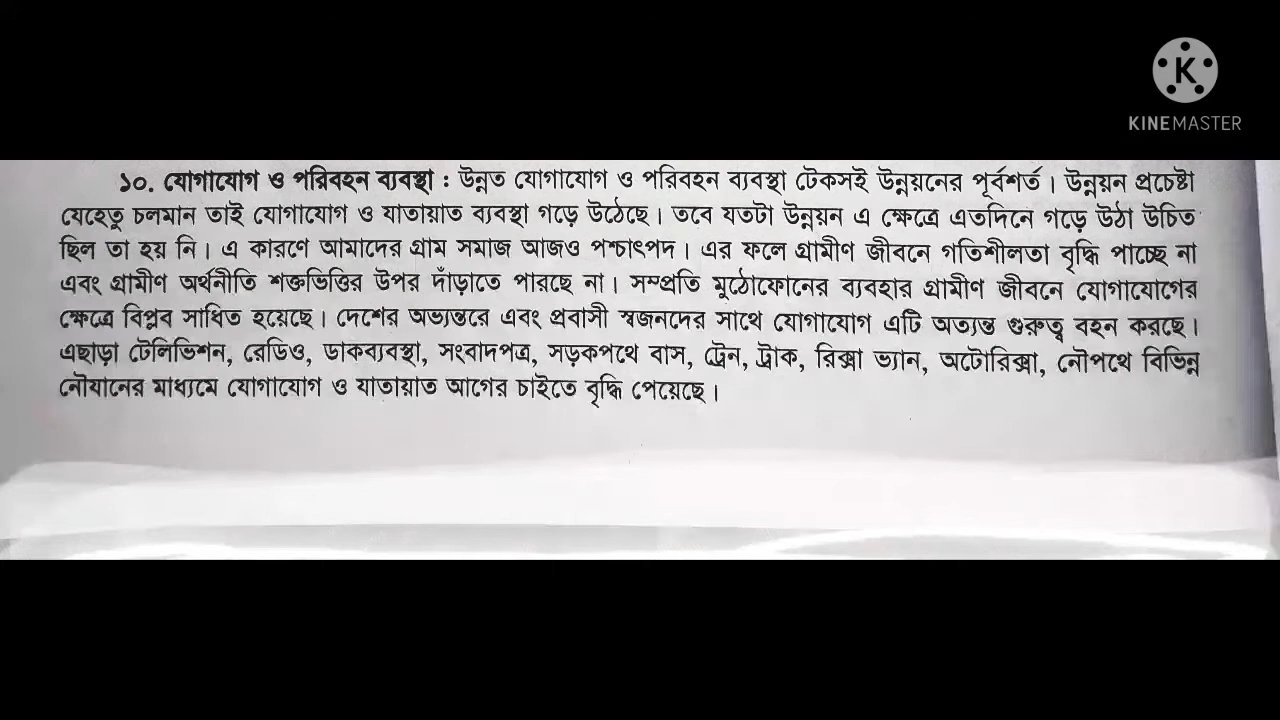 KINEMASTER
১০. যোগাযোগ ও পরিবহন ব্যবস্থা : উন্নত যোগাযোগ ও পরিবহন ব্যবস্থা টেকসই উন্নয়নের পূর্বশর্ত। উন্নয়ন প্রচেষ্টা
যেহেতু চলমান তাই যোগাযোগ ও যাতায়াত ব্যবস্থা গড়ে উঠেছে। তবে যতটা উন্নয়ন এ ক্ষেত্রে এতদিনে গড়ে উঠা উচিত
ছিল তা হয় নি। এ কারণে আমাদের গ্রাম সমাজ আজও পশ্চাৎপদ। এর ফলে গ্রামীণ জীবনে গতিশীলতা বৃদ্ধি পাচ্ছে না
এবং গ্রামীণ অর্থনীতি শক্তভিত্তির উপর দাঁড়াতে পারছে না। সম্প্রতি মুঠোফোনের ব্যবহার গ্রামীণ জীবনে যোগাযোগের
ক্ষেত্রে বিপ্লব সাধিত হয়েছে। দেশের অভ্যন্তরে এবং প্রবাসী স্বজনদের সাথে যোগাযোগ এটি অত্যন্ত গুরুত্ব বহন করছে।
এছাড়া টেলিভিশন, রেডিও, ডাকব্যবস্থা, সংবাদপত্র, সড়কপথে বাস, ট্রেন, ট্রাক, রিক্সা ভ্যান, অটোরিক্সা, নৌপথে বিভিন্ন
নৌযানের মাধ্যমে যোগাযোগ ও যাতায়াত আগের চাইতে বৃদ্ধি পেয়েছে।